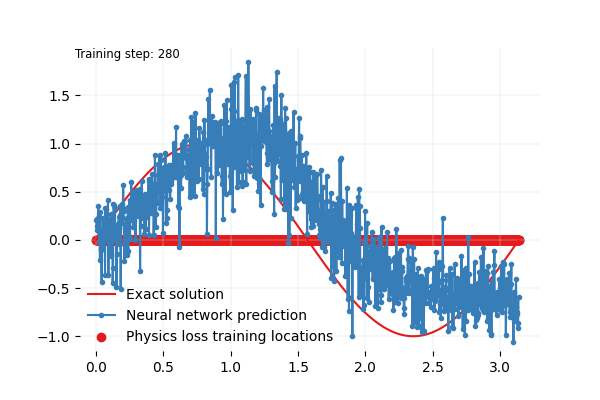 Training step: 280
1.5
1.0
0.5
0.0
−0.5
−1.0
Exact solution
Neural network prediction
Physics loss training locations
0.0 0.5 1.0 1.5 2.0 2.5 3.0